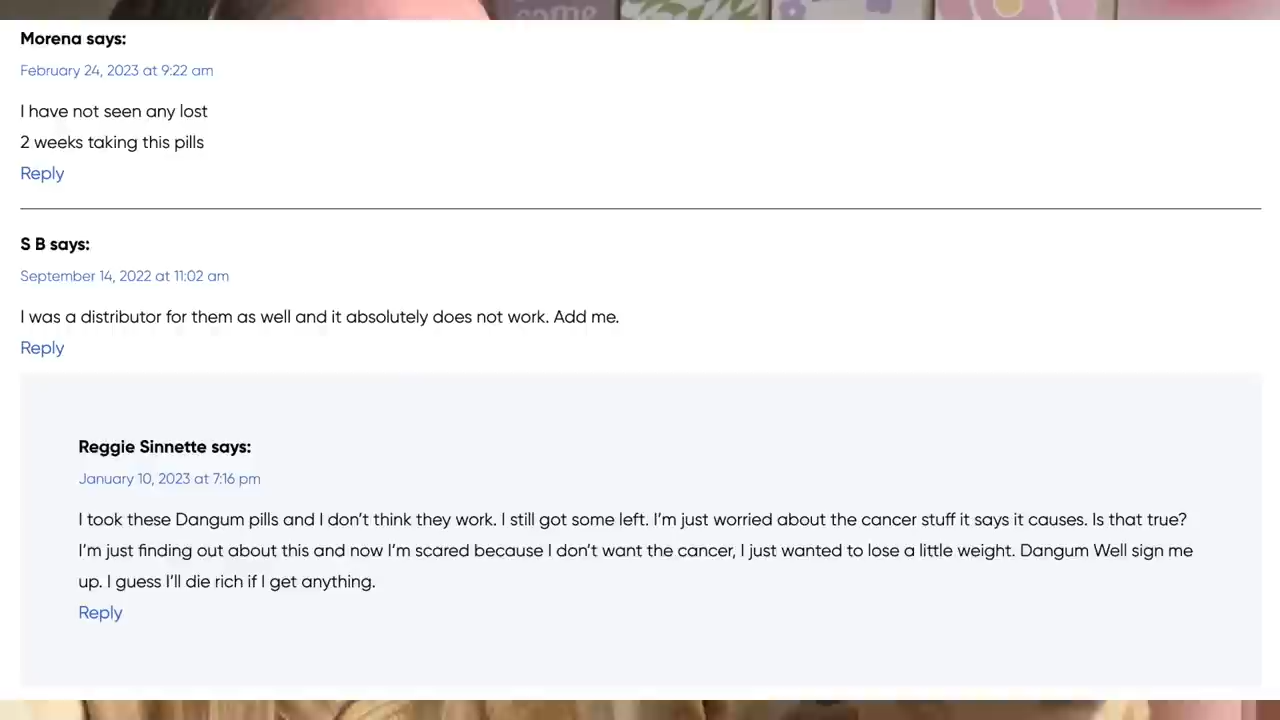 come
Morena says:
February 24, 2023 at 9:22 am
I have not seen any lost
2 weeks taking this pills
Reply
S B says:
September 14, 2022 at 11:02 am
I was a distributor for them as well and it absolutely does not work. Add me.
Reply
Reggie Sinnette says:
January 10, 2023 at 7:16 pm
I took these Dangum pills and I don’t think they work. I still got some left. I’m just worried about the cancer stuff it says it causes. Is that true?
I’m just finding out about this and now I’m scared because I don’t want the cancer, I just wanted to lose a little weight. Dangum Well sign me
up. I guess I’ll die rich if I get anything.
Reply